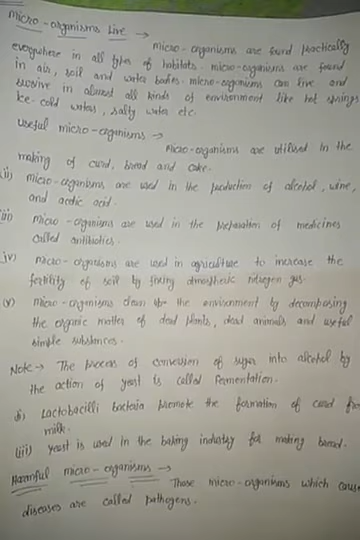 Micro-organisms Live →
Micro-organisms are found practically
everywhere in all types of habitats. micro-organisms are found
in air, soil and water bodies. micro-organisms can live and
survive in almost all kinds of environment like hot springs
ice-cold waters, salty water etc.
Useful micro-organisms →
Micro-organisms are utilised in the
making of curd, bread and cake.
(ii) micro-organisms are used in the production of alcohol, wine,
and acetic acid.
(iii) micro-organisms are used in the preparation of medicines
called antibiotics.
iv) micro-organisms are used in agriculture to increase the
fertility of soil by fixing atmospheric nitrogen gas.
(v) micro-organisms clean up the environment by decomposing
the organic matter of dead plants, dead animals and useful
simple substances.
Note → The process of conversion of sugar into alcohol by
the action of yeast is called fermentation.
Lactobacilli bacteria promote the formation of curd from
milk.
(iii) yeast is used in the baking industry for making bread.
Harmful micro-organisms →
Those micro-organisms which cause
diseases are called pathogens.